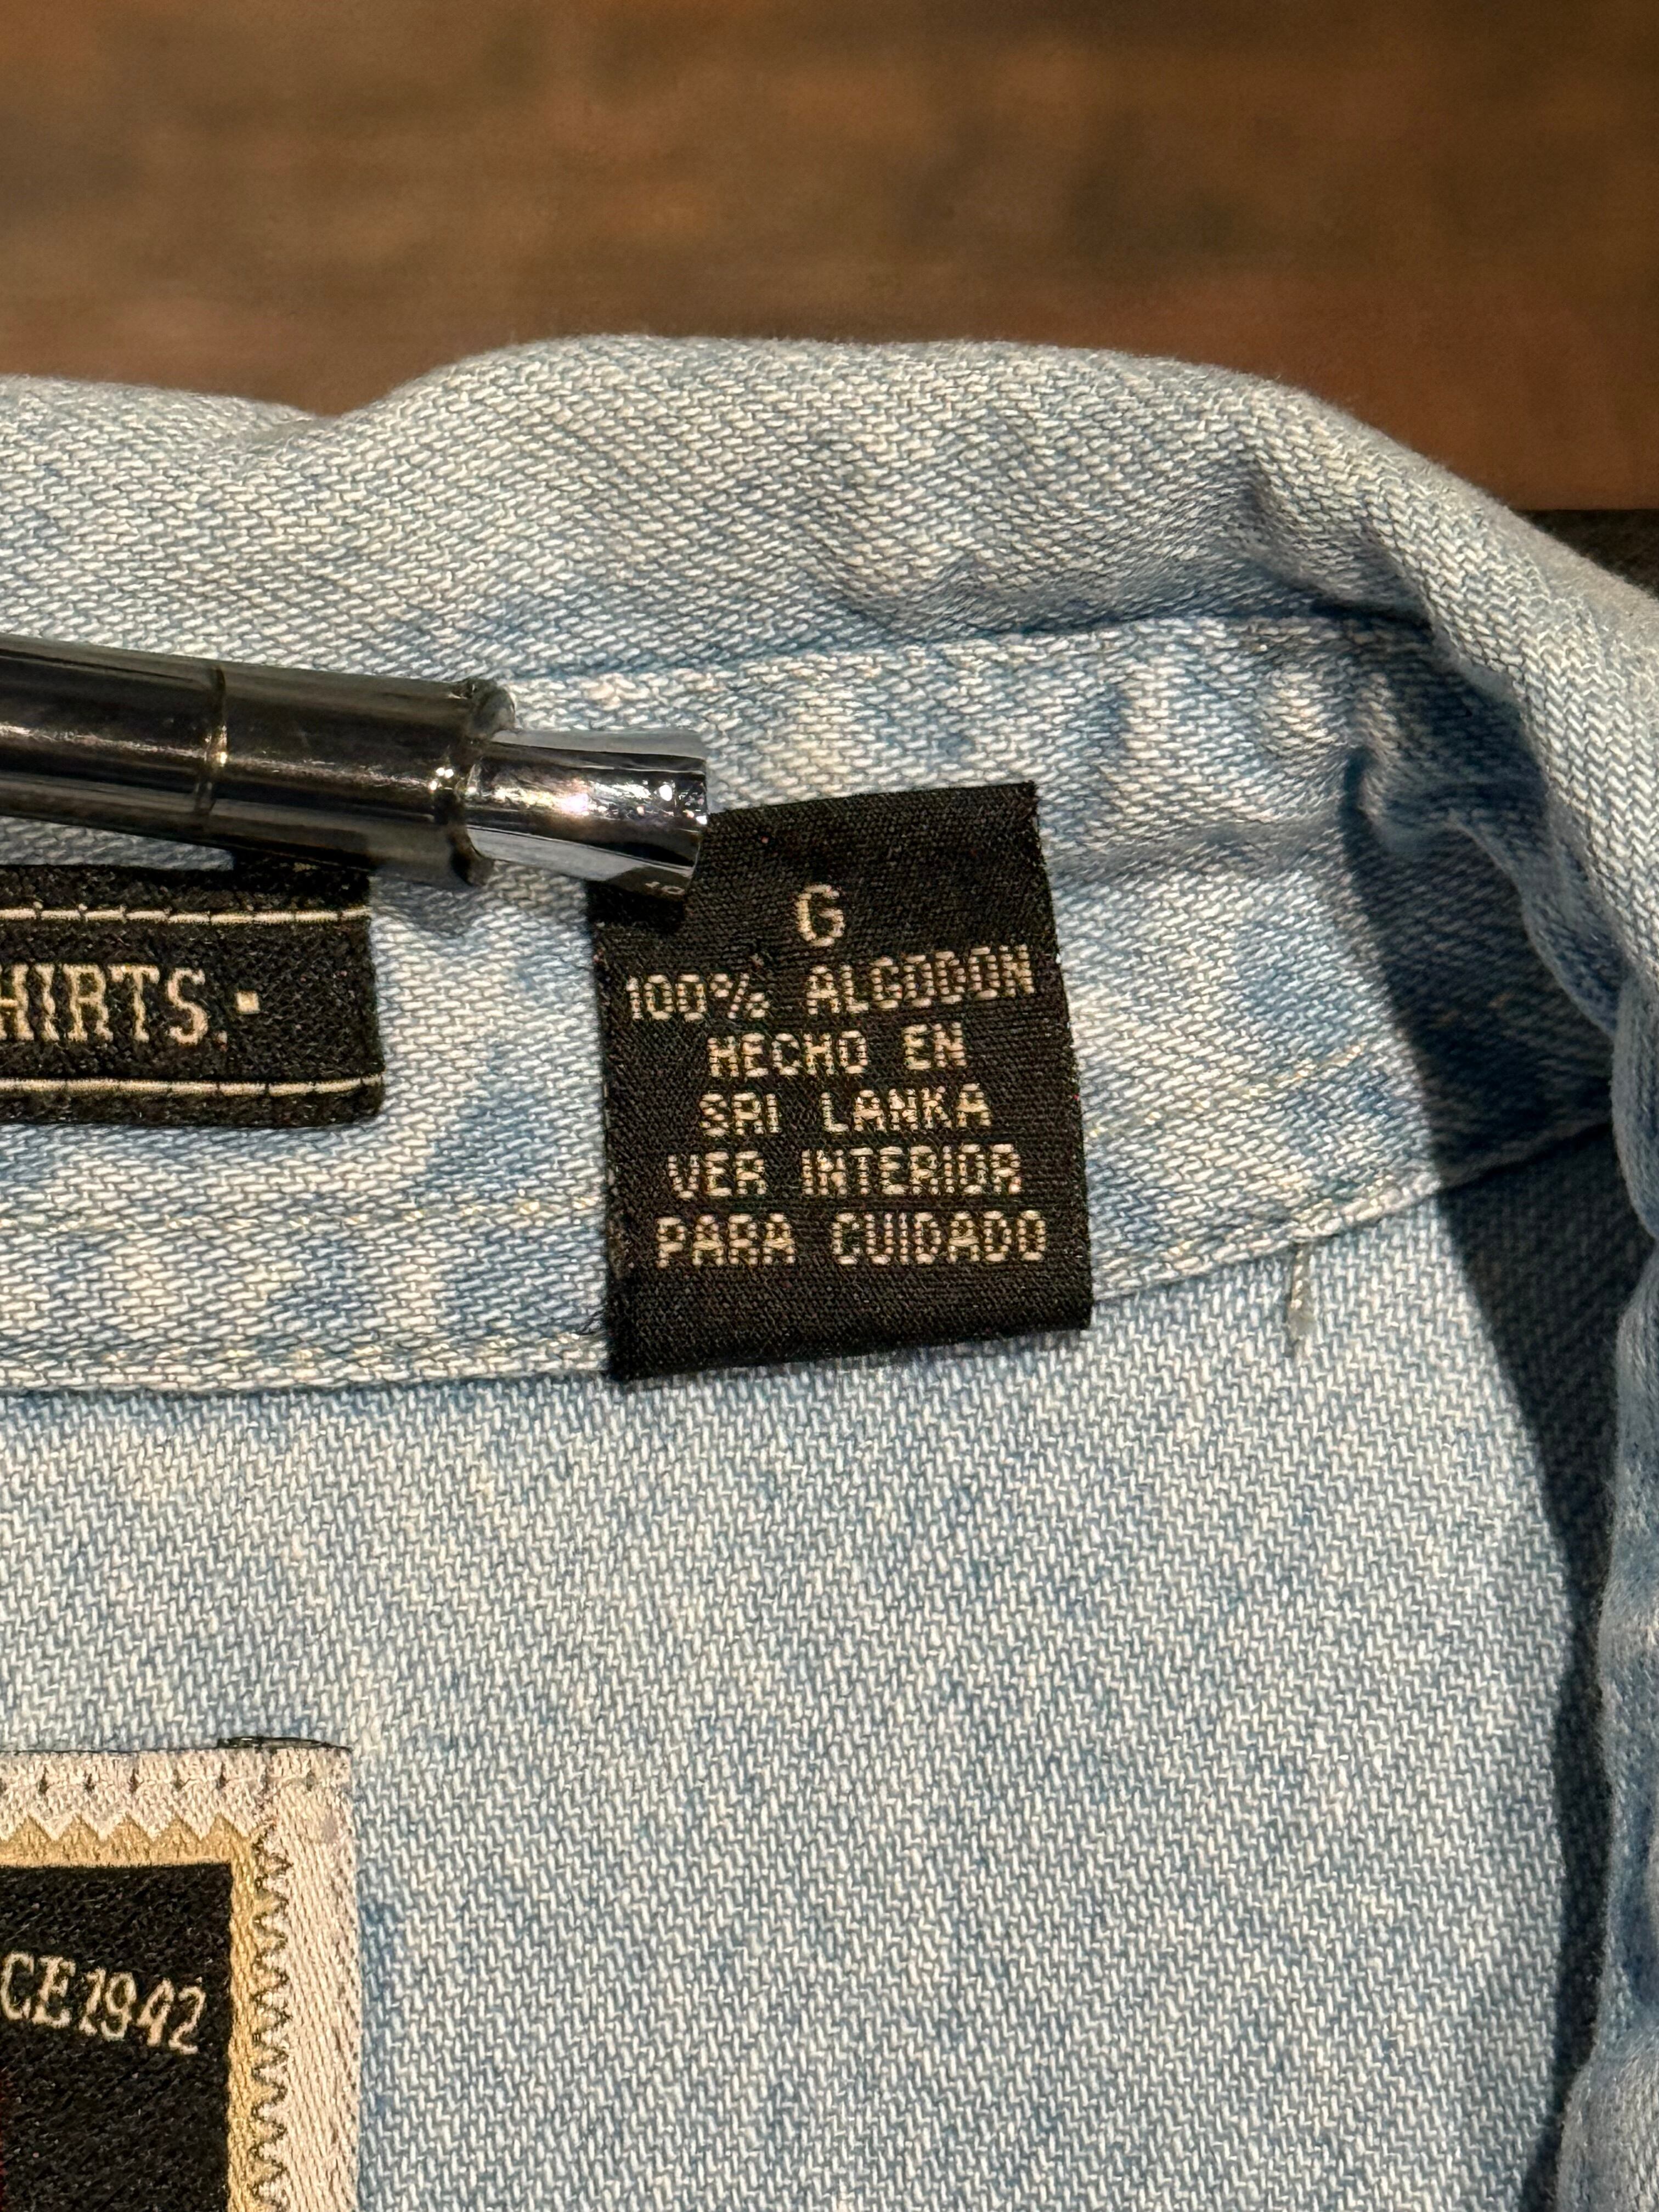 HIRTS.
G
100% ALGODON
HECHO EN
SRI LANKA
VER INTERIOR
PARA CUIDADO
CE 1942